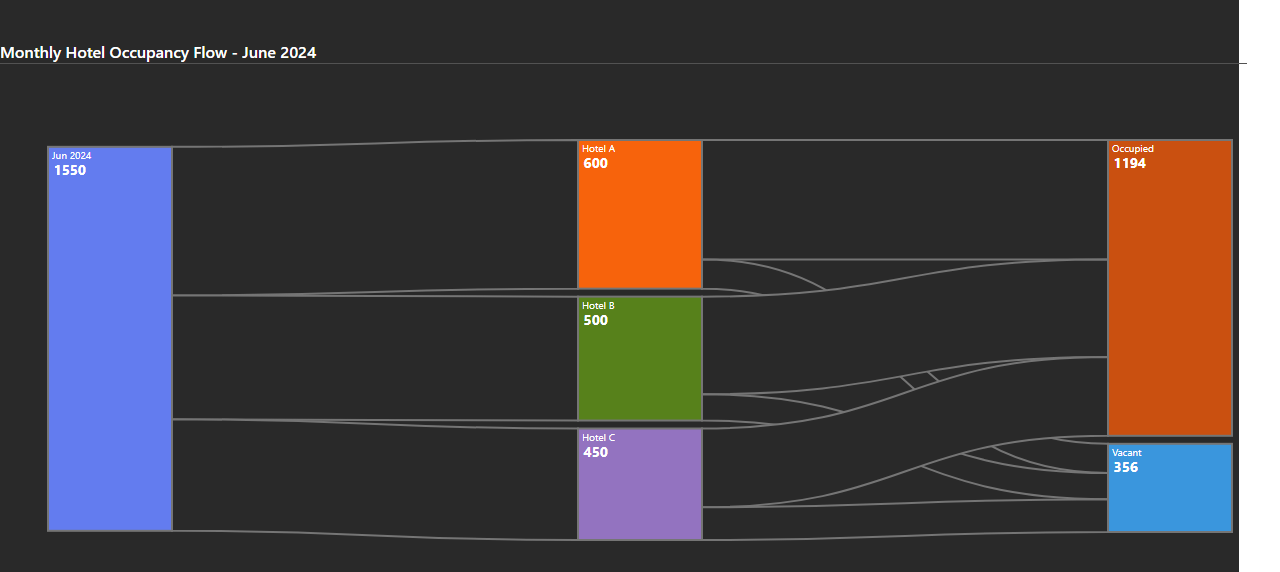 Monthly Hotel Occupancy Flow - June 2024
Jun 2024
1550
Hotel A
600
Hotel B
500
Hotel C
450
Occupied
1194
Vacant
356